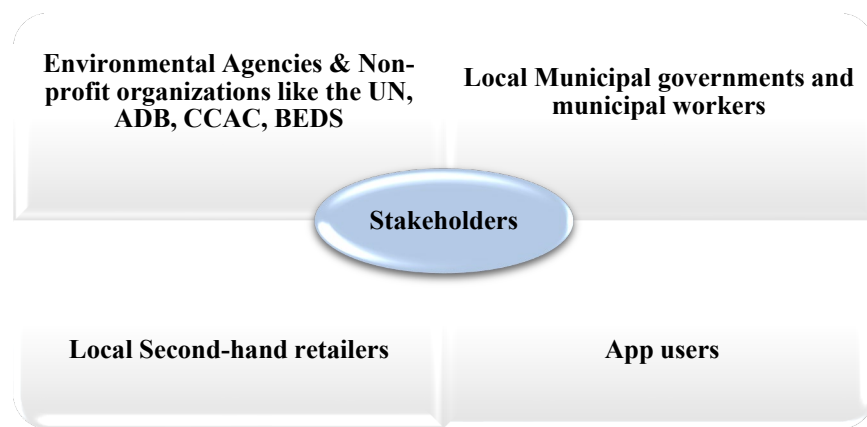 Environmental Agencies & Non-
profit organizations like the UN,
ADB, CCAC, BEDS
Local Municipal governments and
municipal workers
Stakeholders
Local Second-hand retailers
App users